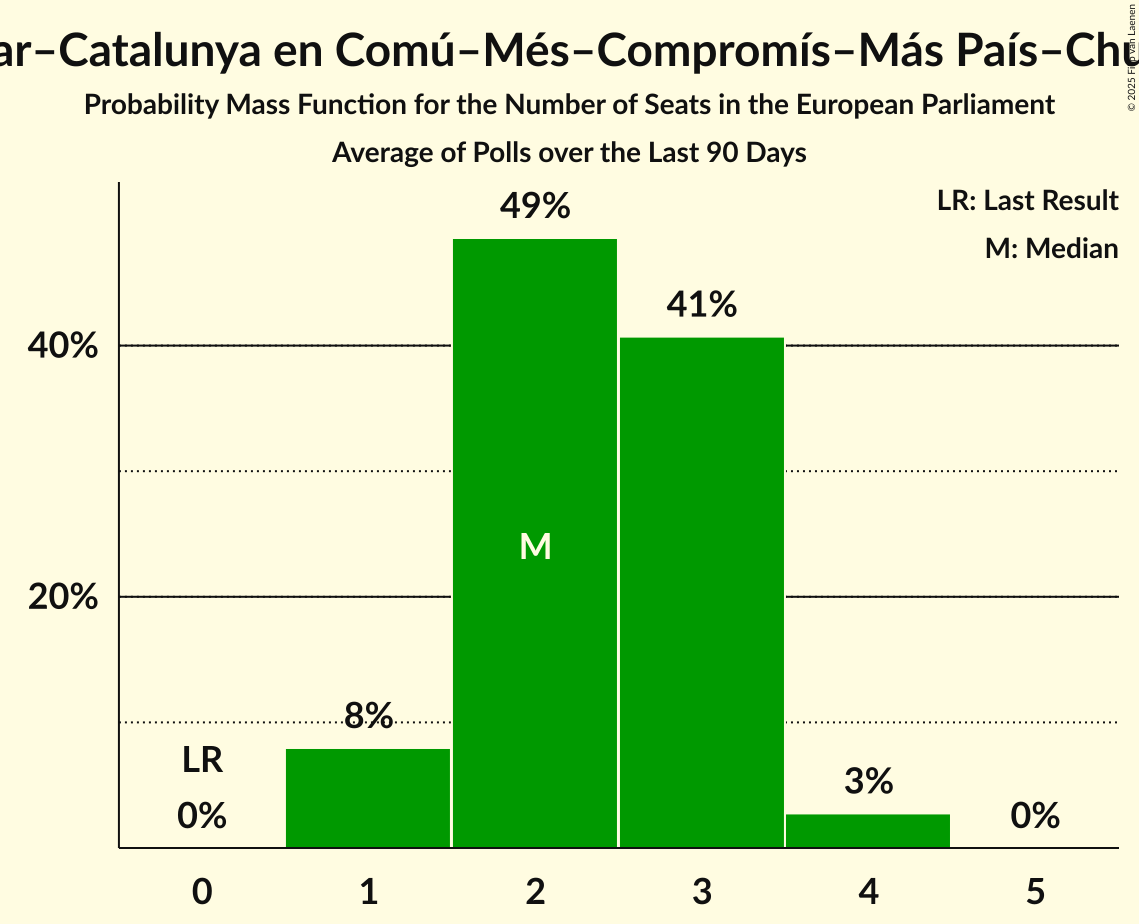 ar–Catalunya en Comú–Més–Compromís–Más País–Chu
Probability Mass Function for the Number of Seats in the European Parliament
Average of Polls over the Last 90 Days
© 2025 Filip van Laenen
LR: Last Result
M: Median
49%
41%
40%
M
20%
8%
LR
3%
0%
0%
0 1 2 3 4 5